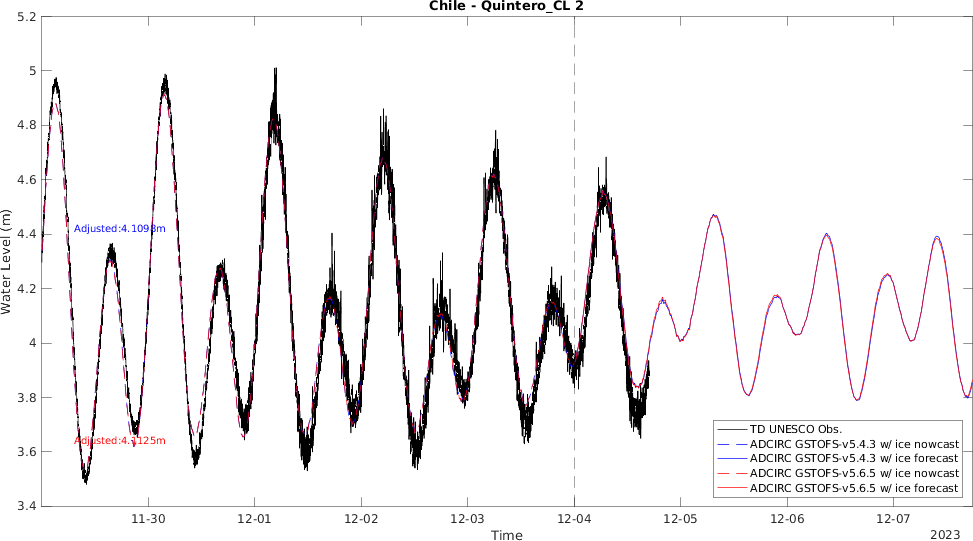 Chile - Quintero_CL 2
Water Level (m)
5.2
5
4.8
4.6
4.4
4.2
4
3.8
3.6
3.4
Adjusted:4.1098m
Adjusted:4.1125m
TD UNESCO Obs.
ADCIRC GSTOFS-v5.4.3 w/ ice nowcast
ADCIRC GSTOFS-v5.4.3 w/ ice forecast
ADCIRC GSTOFS-v5.6.5 w/ ice nowcast
ADCIRC GSTOFS-v5.6.5 w/ ice forecast
11-30 12-01 12-02 12-03 12-04 12-05 12-06 12-07
Time
2023